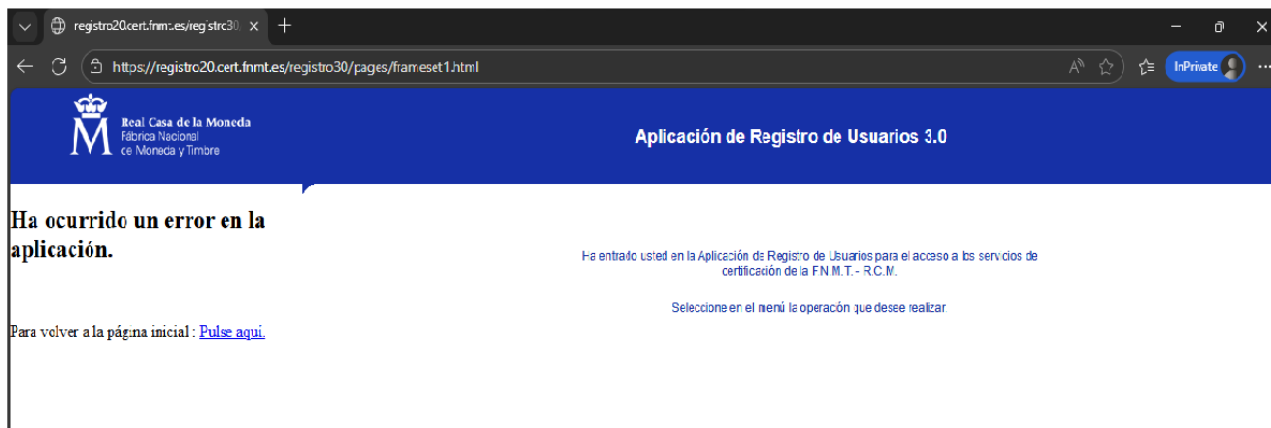 registro20.cert.fnmt.es/registro30/
https://registro20.cert.fnmt.es/registro30/pages/frameset1.html
InPrivate
Real Casa de la Moneda
Fábrica Nacional
de Moneda y Timbre
Aplicación de Registro de Usuarios 3.0
Ha ocurrido un error en la
aplicación.
Ha entrado usted en la Aplicación de Registro de Usuarios para el acceso a los servicios de
certificación de la F.N.M.T. - R.C.M.
Seleccione en el menú la operación que desee realizar
Para volver a la página inicial : Pulse aquí.